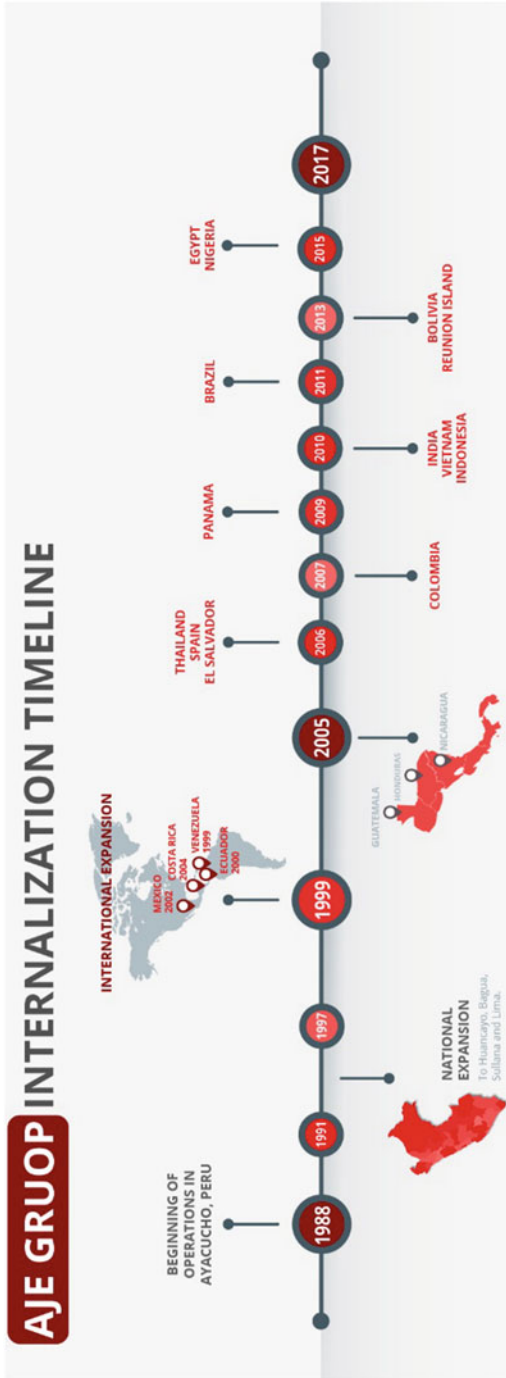 AJE GRUOP INTERNALIZATION TIMELINE
BEGINNING OF
OPERATIONS IN
AYACUCHO, PERU
1988
1991
NATIONAL
EXPANSION
To Huancayo, Bagua,
Sullana and Lima.
1997
INTERNATIONAL EXPANSION
MEXICO
2002
COSTA RICA
2004
VENEZUELA
1999
ECUADOR
2000
1999
GUATEMALA
HONDURAS
NICARAGUA
2005
THAILAND
SPAIN
EL SALVADOR
2006
2007
COLOMBIA
PANAMA
2009
2010
INDIA
VIETNAM
INDONESIA
BRAZIL
2011
2013
BOLIVIA
REUNION ISLAND
EGYPT
NIGERIA
2015
2017